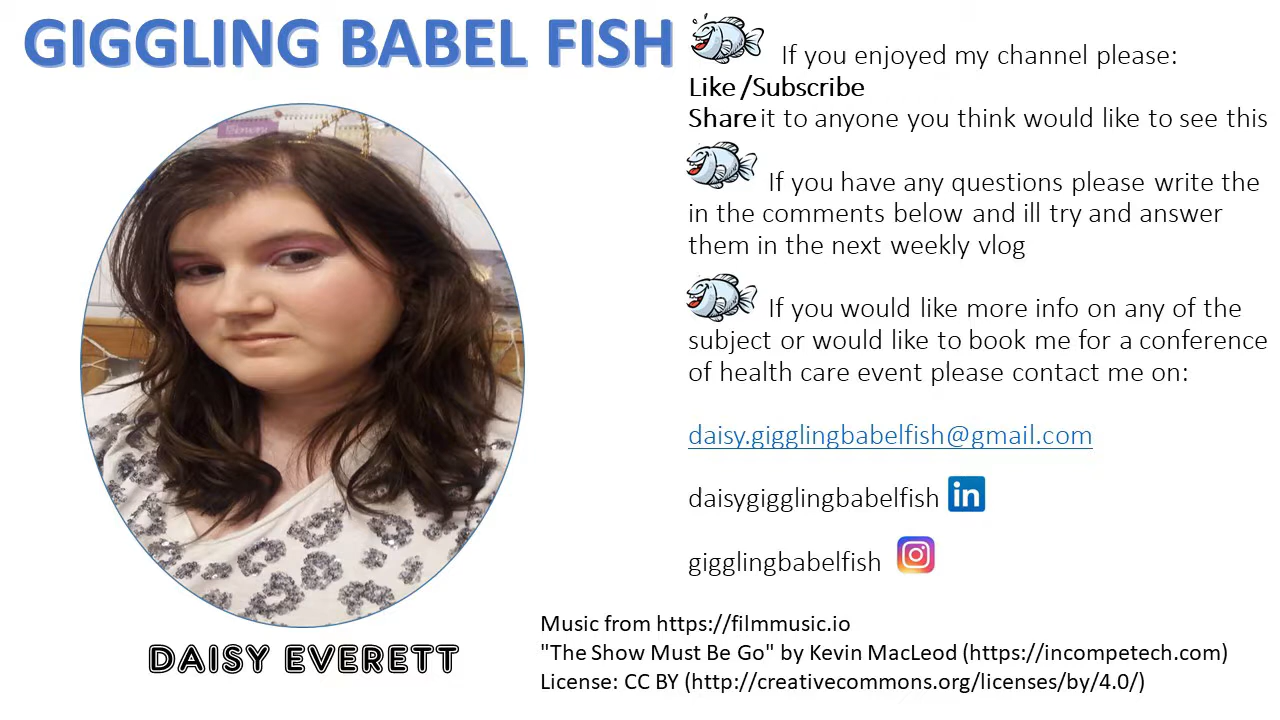 GIGGLING BABEL FISH
If you enjoyed my channel please:
Like/Subscribe
Share it to anyone you think would like to see this
If you have any questions please write the
in the comments below and ill try and answer
them in the next weekly vlog
If you would like more info on any of the
subject or would like to book me for a conference
of health care event please contact me on:
daisy.gigglingbabelfish@gmail.com
daisygigglingbabelfish in
gigglingbabelfish
DAISY EVERETT
Music from https://filmmusic.io
"The Show Must Be Go" by Kevin MacLeod (https://incompetech.com)
License: CC BY (http://creativecommons.org/licenses/by/4.0/)